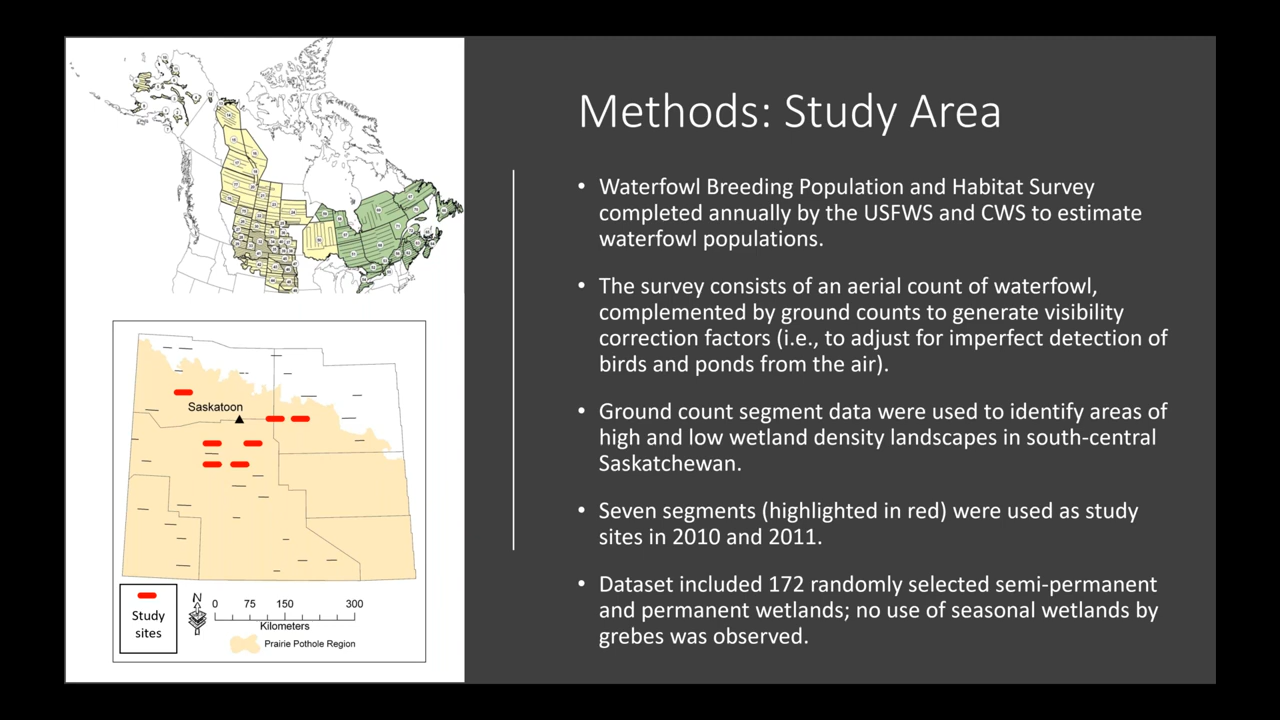 Methods: Study Area
• Waterfowl Breeding Population and Habitat Survey
completed annually by the USFWS and CWS to estimate
waterfowl populations.
• The survey consists of an aerial count of waterfowl,
complemented by ground counts to generate visibility
correction factors (i.e., to adjust for imperfect detection of
birds and ponds from the air).
• Ground count segment data were used to identify areas of
high and low wetland density landscapes in south-central
Saskatchewan.
• Seven segments (highlighted in red) were used as study
sites in 2010 and 2011.
• Dataset included 172 randomly selected semi-permanent
and permanent wetlands; no use of seasonal wetlands by
grebes was observed.
Saskatoon
Study
sites
N
0 75 150 300
Kilometers
Prairie Pothole Region